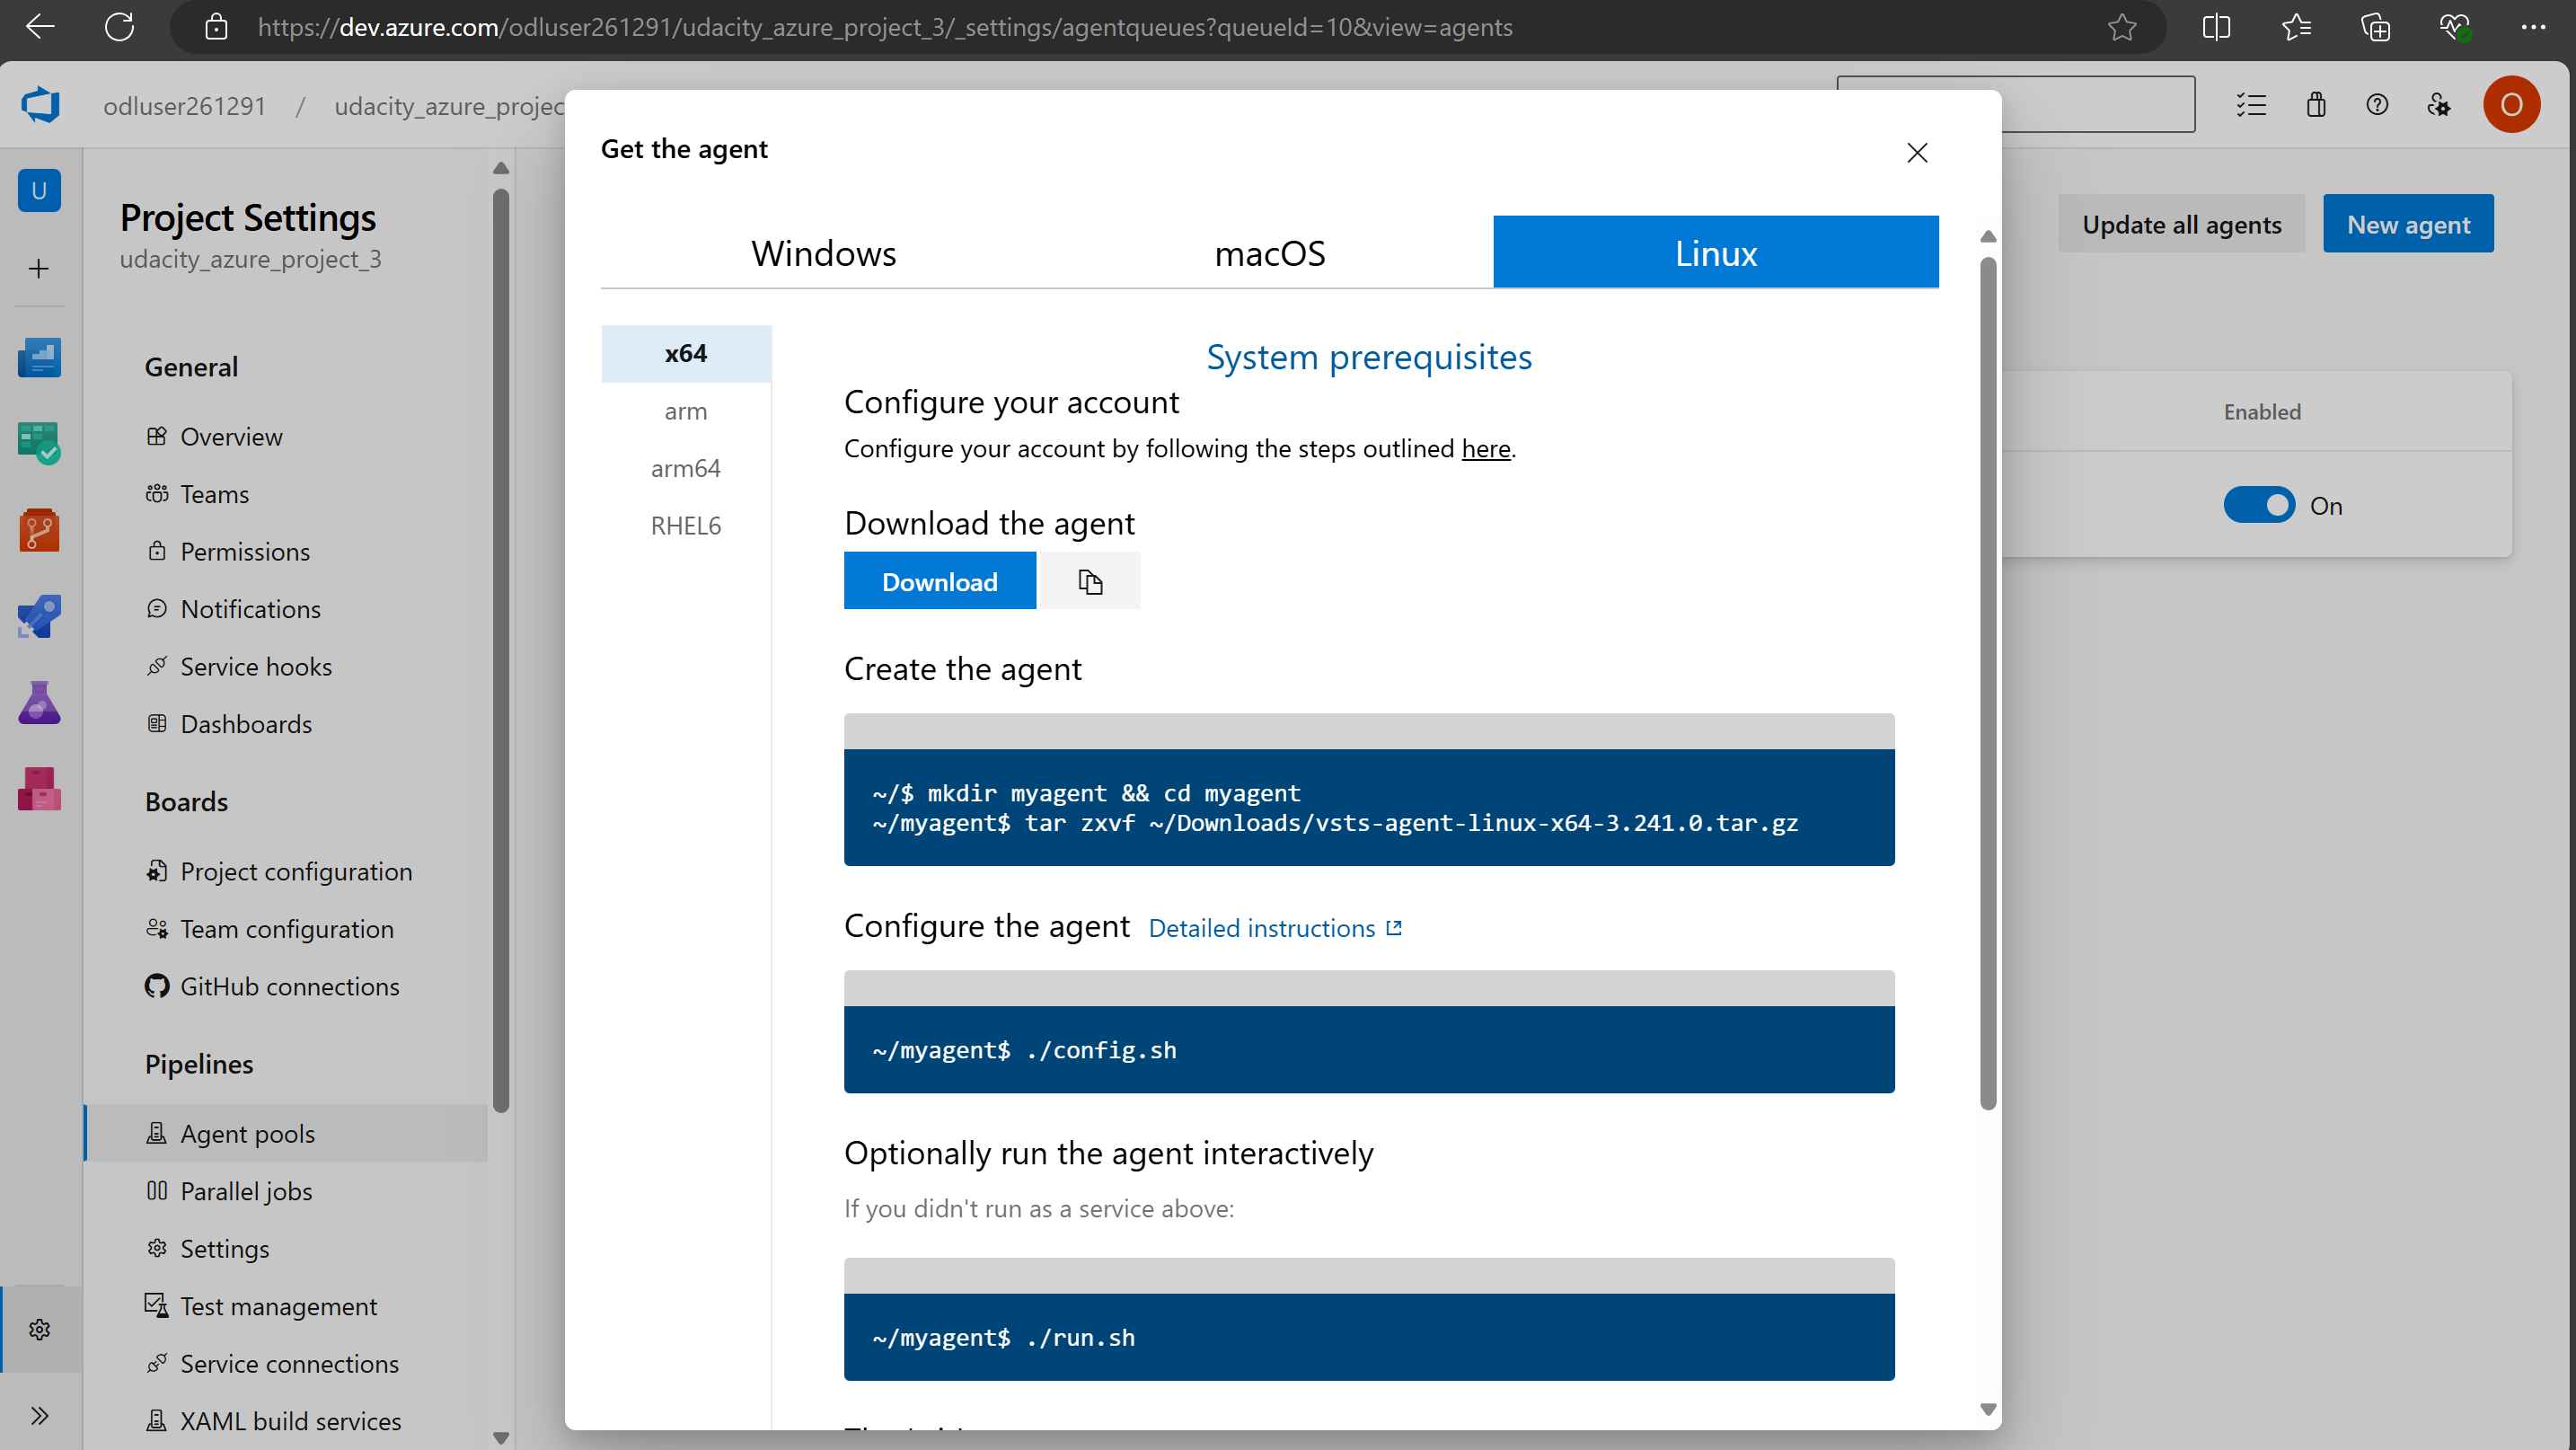 https://dev.azure.com/odluser261291/udacity_azure_project_3/_settings/agentqueues?queueId=10&view=agents
odluser261291 / udacity_azure_projec
O
U
Project Settings
udacity_azure_project_3
General
Overview
Teams
Permissions
Notifications
Service hooks
Dashboards
Boards
Project configuration
Team configuration
GitHub connections
Pipelines
Agent pools
Parallel jobs
Settings
Test management
Service connections
XAML build services
Get the agent
Windows
macOS
Linux
x64
arm
arm64
RHEL6
System prerequisites
Configure your account
Configure your account by following the steps outlined here.
Download the agent
Download
Create the agent
~/$ mkdir myagent && cd myagent
~/myagent$ tar zxvf ~/Downloads/vsts-agent-linux-x64-3.241.0.tar.gz
Configure the agent Detailed instructions
~/myagent$ ./config.sh
Optionally run the agent interactively
If you didn't run as a service above:
~/myagent$ ./run.sh
Update all agents
New agent
Enabled
On